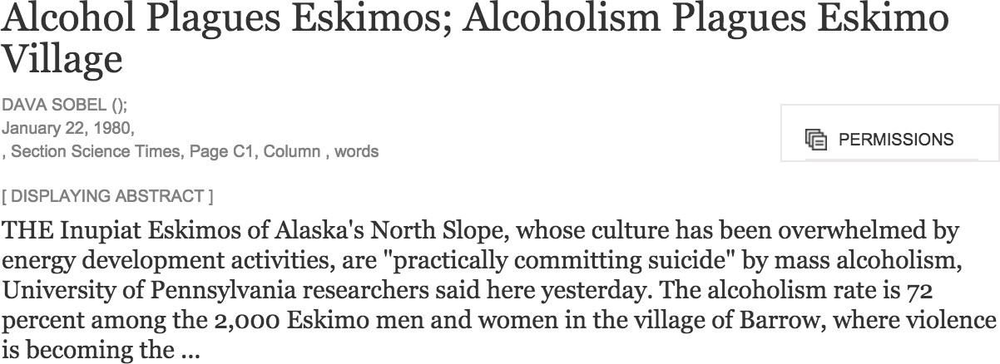 Alcohol Plagues Eskimos; Alcoholism Plagues Eskimo
Village
DAVA SOBEL ();
January 22, 1980,
, Section Science Times, Page C1, Column , words
PERMISSIONS
[ DISPLAYING ABSTRACT ]
THE Inupiat Eskimos of Alaska's North Slope, whose culture has been overwhelmed by
energy development activities, are "practically committing suicide" by mass alcoholism,
University of Pennsylvania researchers said here yesterday. The alcoholism rate is 72
percent among the 2,000 Eskimo men and women in the village of Barrow, where violence
is becoming the ...